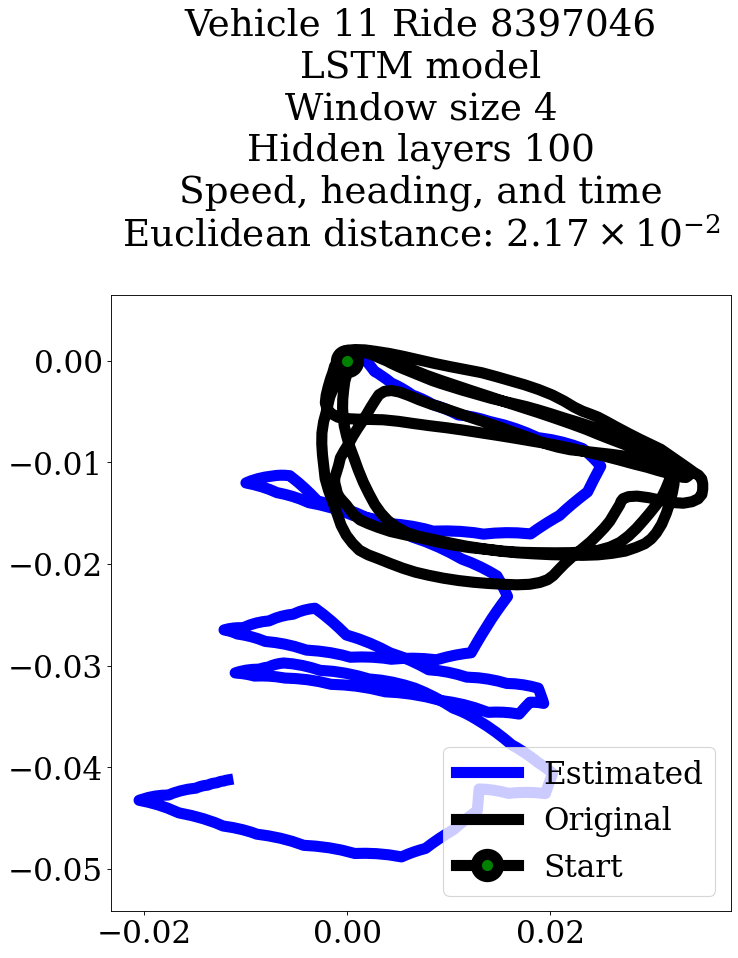 Vehicle 11 Ride 8397046
LSTM model
Window size 4
Hidden layers 100
Speed, heading, and time
Euclidean distance: 2.17 × 10⁻²
0.00
−0.01
−0.02
−0.03
−0.04
−0.05
Estimated
Original
Start
−0.02 0.00 0.02